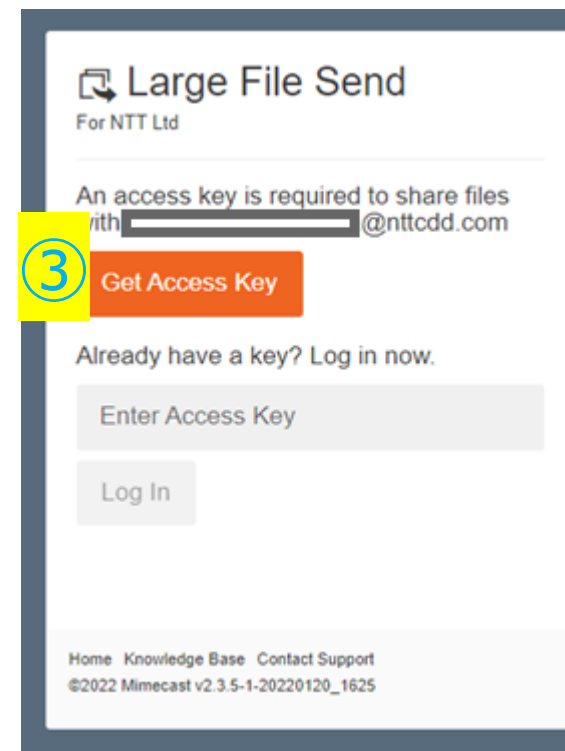 Large File Send
For NTT Ltd
An access key is required to share files
with @nttcdd.com
③
Get Access Key
Already have a key? Log in now.
Enter Access Key
Log In
Home Knowledge Base Contact Support
©2022 Mimecast v2.3.5-1-20220120_1625